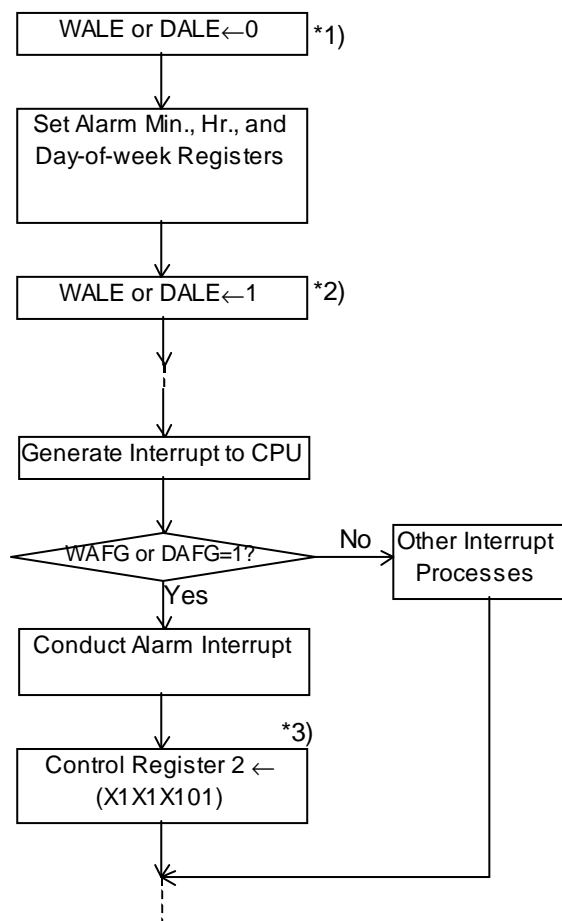 WALE or DALE←0
*1)
Set Alarm Min., Hr., and
Day-of-week Registers
WALE or DALE←1
*2)
Generate Interrupt to CPU
WAFG or DAFG=1?
No
Other Interrupt
Processes
Yes
Conduct Alarm Interrupt
*3)
Control Register 2 ←
(X1X1X101)